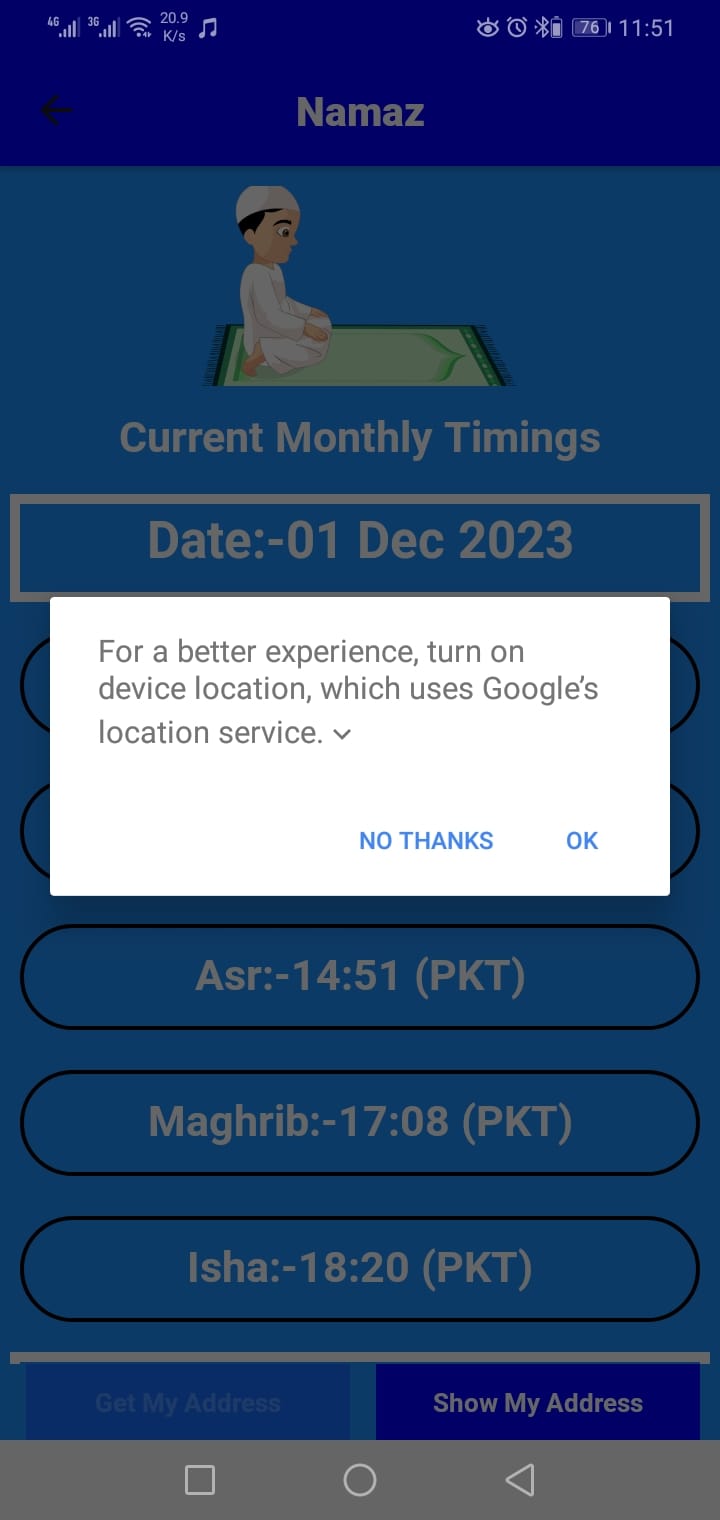 4G 3G 20.9 K/s 76 11:51
Namaz
Current Monthly Timings
Date:-01 Dec 2023
For a better experience, turn on
device location, which uses Google’s
location service.
NO THANKS OK
Asr:-14:51 (PKT)
Maghrib:-17:08 (PKT)
Isha:-18:20 (PKT)
Get My Address Show My Address